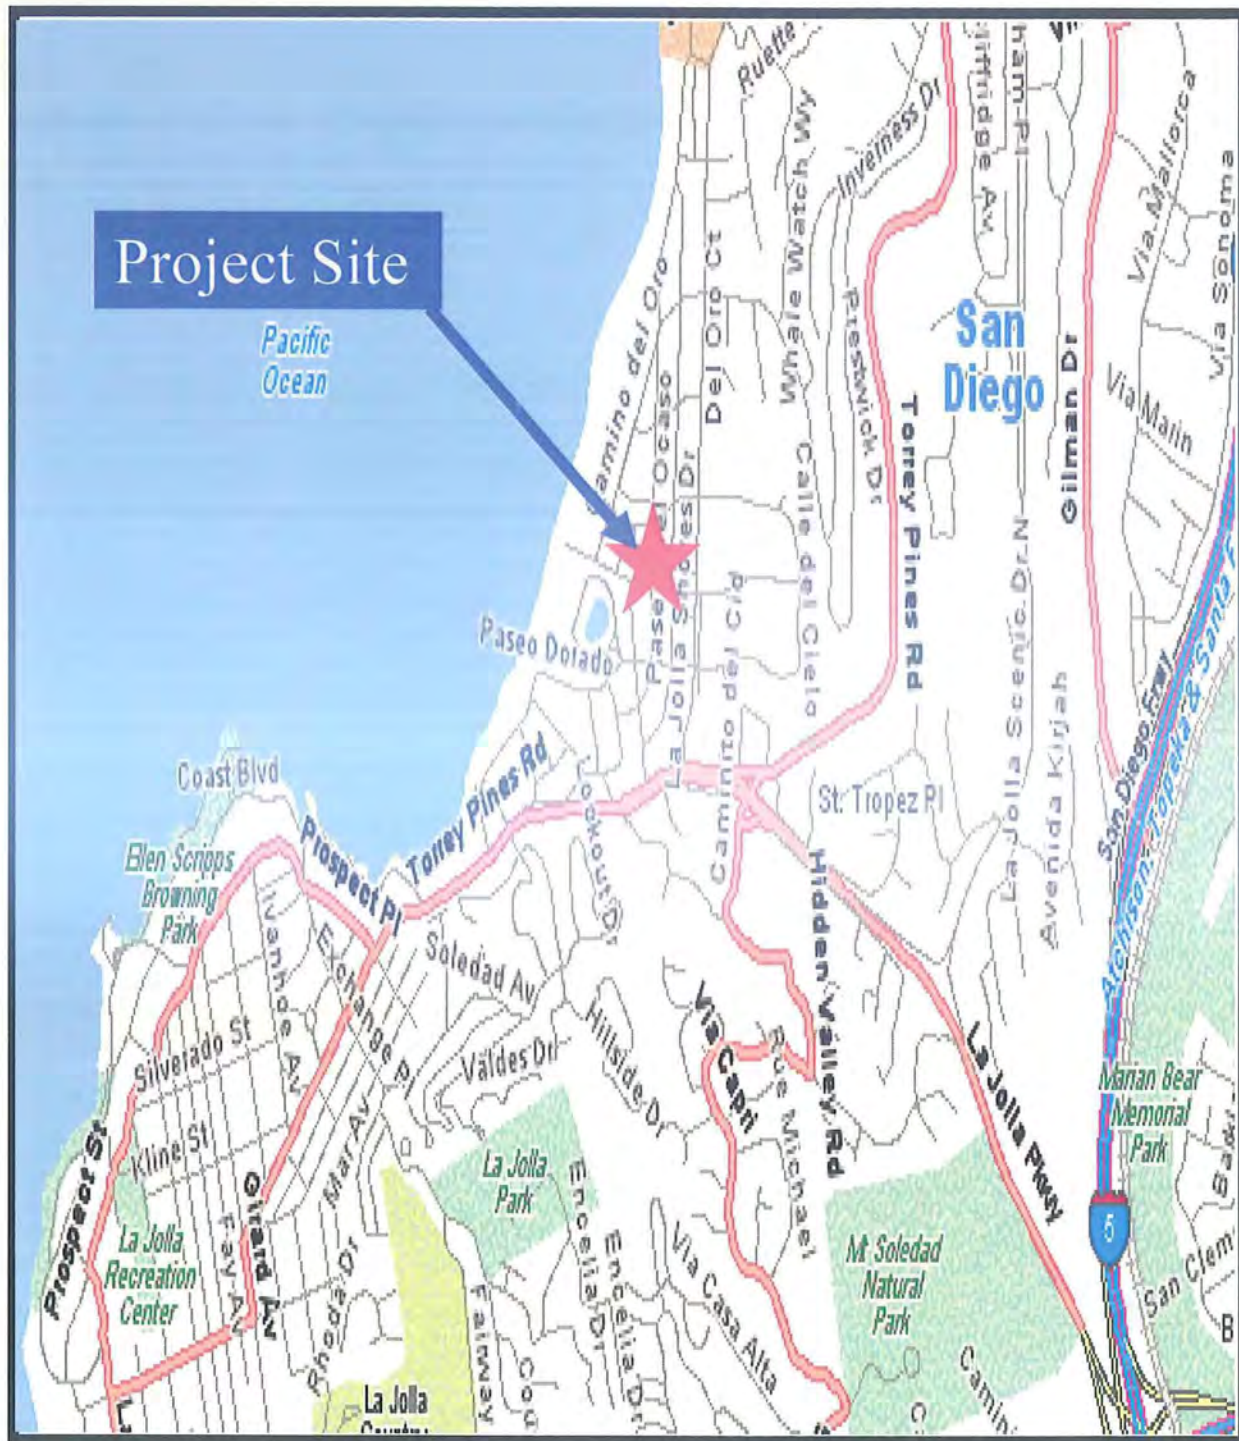 Ruette
liffridge Av
ham Pl
Via Mallorca
Via Sonoma
Inverness Dr
Whale Watch Wy
Project Site
Pacific
Ocean
Camino del Oro
Del Oro Ct
Prestwick Dr
San
Diego
Gilman Dr
Via Marin
Paseo del Ocaso
La Jolla Shores Dr
Calle del Cielo
Torrey Pines Rd
Caminito del Cid
La Jolla Scenic Dr N
Paseo Dorado
Avenida Kirjah
San Diego Frwy
Atchison, Topeka & Santa F
Coast Blvd
Torrey Pines Rd
Lookout Dr
St. Tropez Pl
Prospect Pl
Ellen Scripps
Browning
Park
Ivanhoe Av
Exchange Pl
Soledad Av
Hidden Valley Rd
Silverado St
Valdes Dr
Hillside Dr
Via Capri
Rue Michael
La Jolla Pkwy
Marian Bear
Memorial
Park
Prospect St
Kline St
Girard Av
Mar Av
La Jolla
Park
Encelia Dr
Encelia Dr
La Jolla
Recreation
Center
Fay Av
Rhoda Dr
Via Casa Alta
Mt Soledad
Natural
Park
5
San Clem
B
Fairway
Cou
Camin
La Jolla
Country